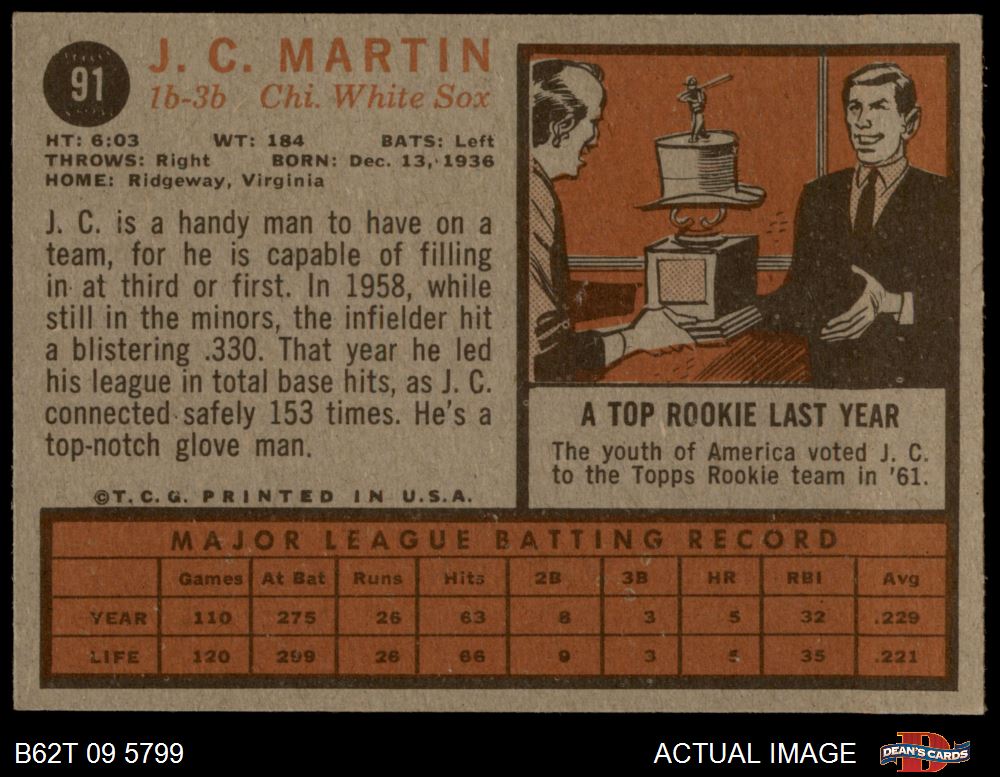 91
J. C. MARTIN
1b-3b Chi. White Sox
HT: 6:03 WT: 184 BATS: Left
THROWS: Right BORN: Dec. 13, 1936
HOME: Ridgeway, Virginia
J. C. is a handy man to have on a
team, for he is capable of filling
in at third or first. In 1958, while
still in the minors, the infielder hit
a blistering .330. That year he led
his league in total base hits, as J. C.
connected safely 153 times. He's a
top-notch glove man.
©T. C. G. PRINTED IN U.S.A.
A TOP ROOKIE LAST YEAR
The youth of America voted J. C.
to the Topps Rookie team in '61.
MAJOR LEAGUE BATTING RECORD
Games At Bat Runs Hits 2B 3B HR RBI Avg
YEAR 110 275 26 63 8 3 5 32 .229
LIFE 120 299 26 66 9 3 5 35 .221
B62T 09 5799
ACTUAL IMAGE
DEAN'S CARDS